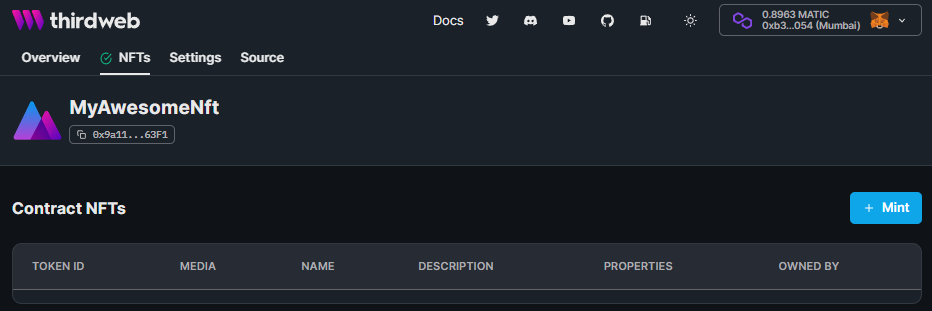 thirdweb
Docs
0.8963 MATIC
0xb3...054 (Mumbai)
Overview
NFTs
Settings
Source
MyAwesomeNft
0x9a11...63F1
Contract NFTs
+ Mint
TOKEN ID MEDIA NAME DESCRIPTION PROPERTIES OWNED BY